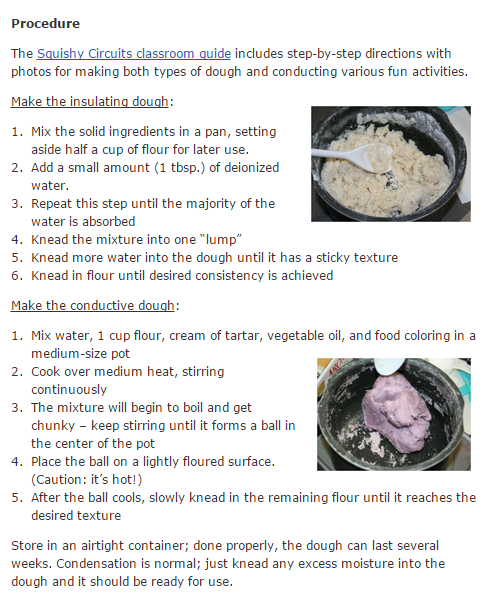 Procedure
The Squishy Circuits classroom guide includes step-by-step directions with
photos for making both types of dough and conducting various fun activities.
Make the insulating dough:
1. Mix the solid ingredients in a pan, setting
aside half a cup of flour for later use.
2. Add a small amount (1 tbsp.) of deionized
water.
3. Repeat this step until the majority of the
water is absorbed
4. Knead the mixture into one “lump”
5. Knead more water into the dough until it has a sticky texture
6. Knead in flour until desired consistency is achieved
Make the conductive dough:
1. Mix water, 1 cup flour, cream of tartar, vegetable oil, and food coloring in a
medium-size pot
2. Cook over medium heat, stirring
continuously
3. The mixture will begin to boil and get
chunky – keep stirring until it forms a ball in
the center of the pot
4. Place the ball on a lightly floured surface.
(Caution: it’s hot!)
5. After the ball cools, slowly knead in the remaining flour until it reaches the
desired texture
Store in an airtight container; done properly, the dough can last several
weeks. Condensation is normal; just knead any excess moisture into the
dough and it should be ready for use.